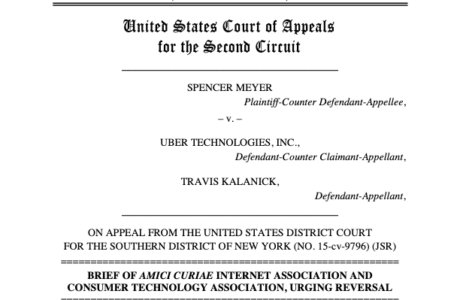 United States Court of Appeals
for the Second Circuit
SPENCER MEYER
Plaintiff-Counter Defendant-Appellee,
– v. –
UBER TECHNOLOGIES, INC.,
Defendant-Counter Claimant-Appellant,
TRAVIS KALANICK,
Defendant-Appellant,
ON APPEAL FROM THE UNITED STATES DISTRICT COURT
FOR THE SOUTHERN DISTRICT OF NEW YORK (NO. 15-cv-9796) (JSR)
BRIEF OF AMICI CURIAE INTERNET ASSOCIATION AND
CONSUMER TECHNOLOGY ASSOCIATION, URGING REVERSAL